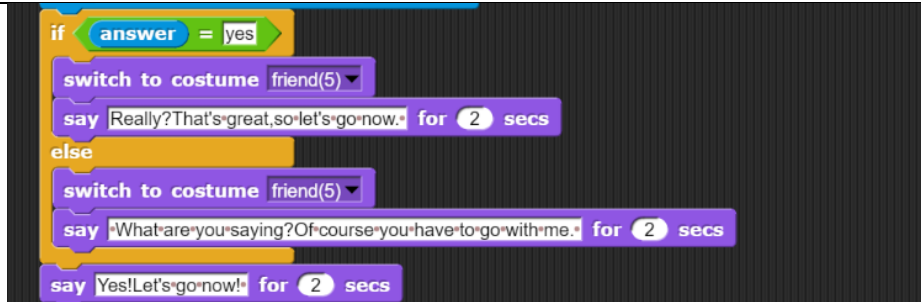 if answer = yes
switch to costume friend(5)
say Really?That's great,so let's go now. for 2 secs
else
switch to costume friend(5)
say What are you saying?Of course you have to go with me. for 2 secs
say Yes!Let's go now! for 2 secs